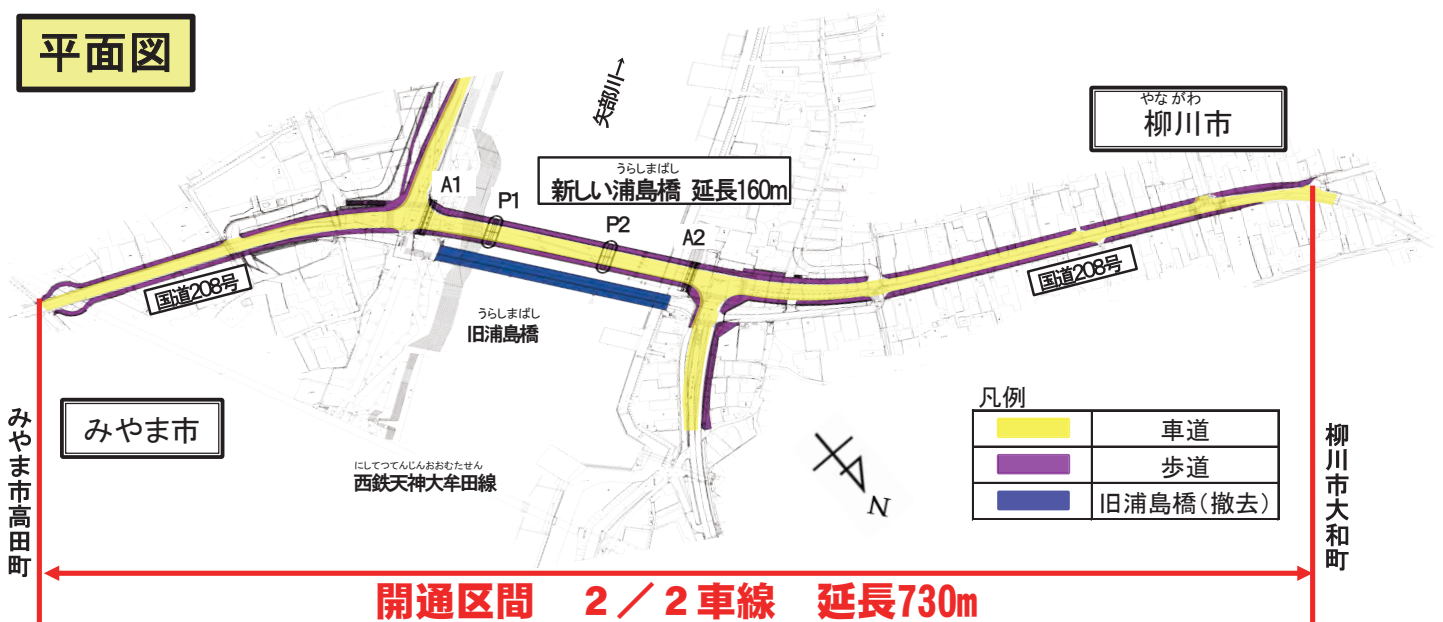 平面図
矢部川→
やながわ
柳川市
うらしまばし
新しい浦島橋 延長160m
A1
P1
P2
A2
国道208号
国道208号
うらしまばし
旧浦島橋
みやま市
にしてつてんじんおおむたせん
西鉄天神大牟田線
N
凡例
車道
歩道
旧浦島橋(撤去)
みやま市高田町
柳川市大和町
開通区間 2/2車線 延長730m